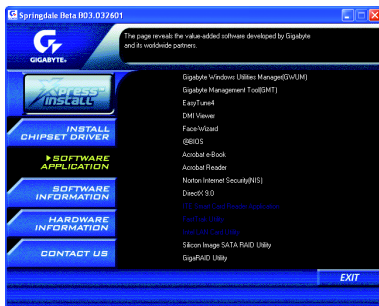 Springdale Beta B03.032601
GIGABYTE
The page reveals the value-added software developed by Gigabyte
and its worldwide partners.
Xpress™
INSTALL
INSTALL
CHIPSET DRIVER
SOFTWARE
APPLICATION
SOFTWARE
INFORMATION
HARDWARE
INFORMATION
CONTACT US
Gigabyte Windows Utilities Manager(GWUM)
Gigabyte Management Tool(GMT)
EasyTune4
DMI Viewer
Face-Wizard
@BIOS
Acrobat e-Book
Acrobat Reader
Norton Internet Security(NIS)
DirectX 9.0
Silicon Image SATA RAID Utility
GigaRAID Utility
EXIT